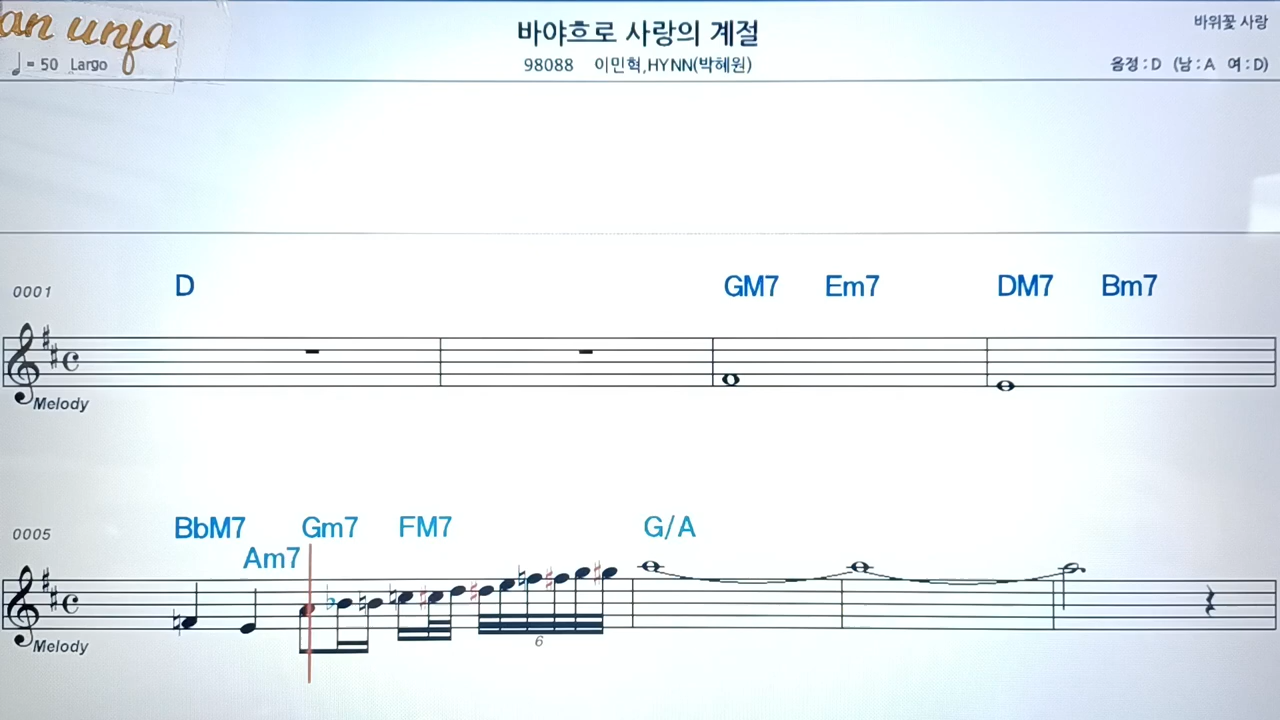 an unfa
바야흐로 사랑의 계절
바위꽃 사랑
♩ = 50 Largo
98088 이민혁,HYNN(박혜원)
음정 : D (남 : A 여 : D)
0001
D GM7 Em7 DM7 Bm7
Melody
0005
BbM7 Am7 Gm7 FM7 G/A
6
Melody